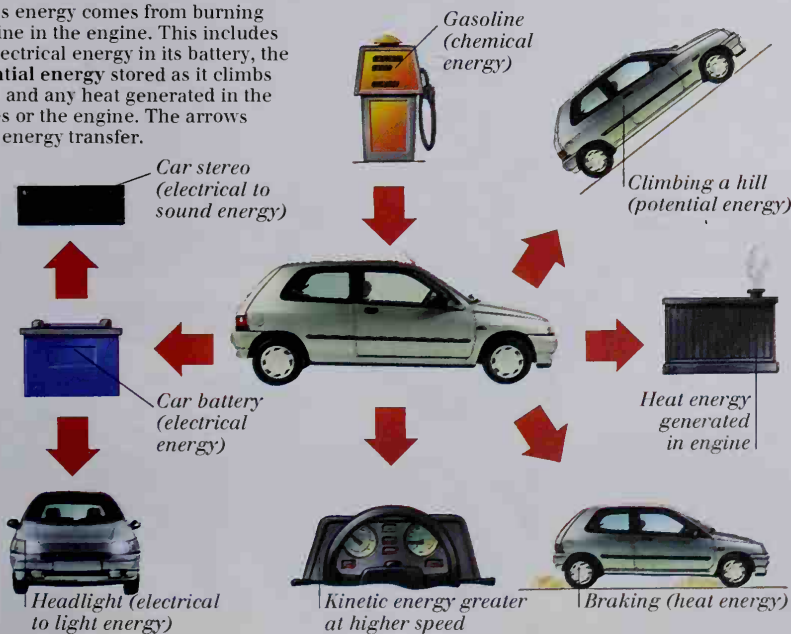 s energy comes from burning
ine in the engine. This includes
lectrical energy in its battery, the
ntial energy stored as it climbs
and any heat generated in the
es or the engine. The arrows
energy transfer.
Gasoline
(chemical
energy)
Climbing a hill
(potential energy)
Car stereo
(electrical to
sound energy)
Car battery
(electrical
energy)
Heat energy
generated
in engine
Headlight (electrical
to light energy)
Kinetic energy greater
at higher speed
Braking (heat energy)